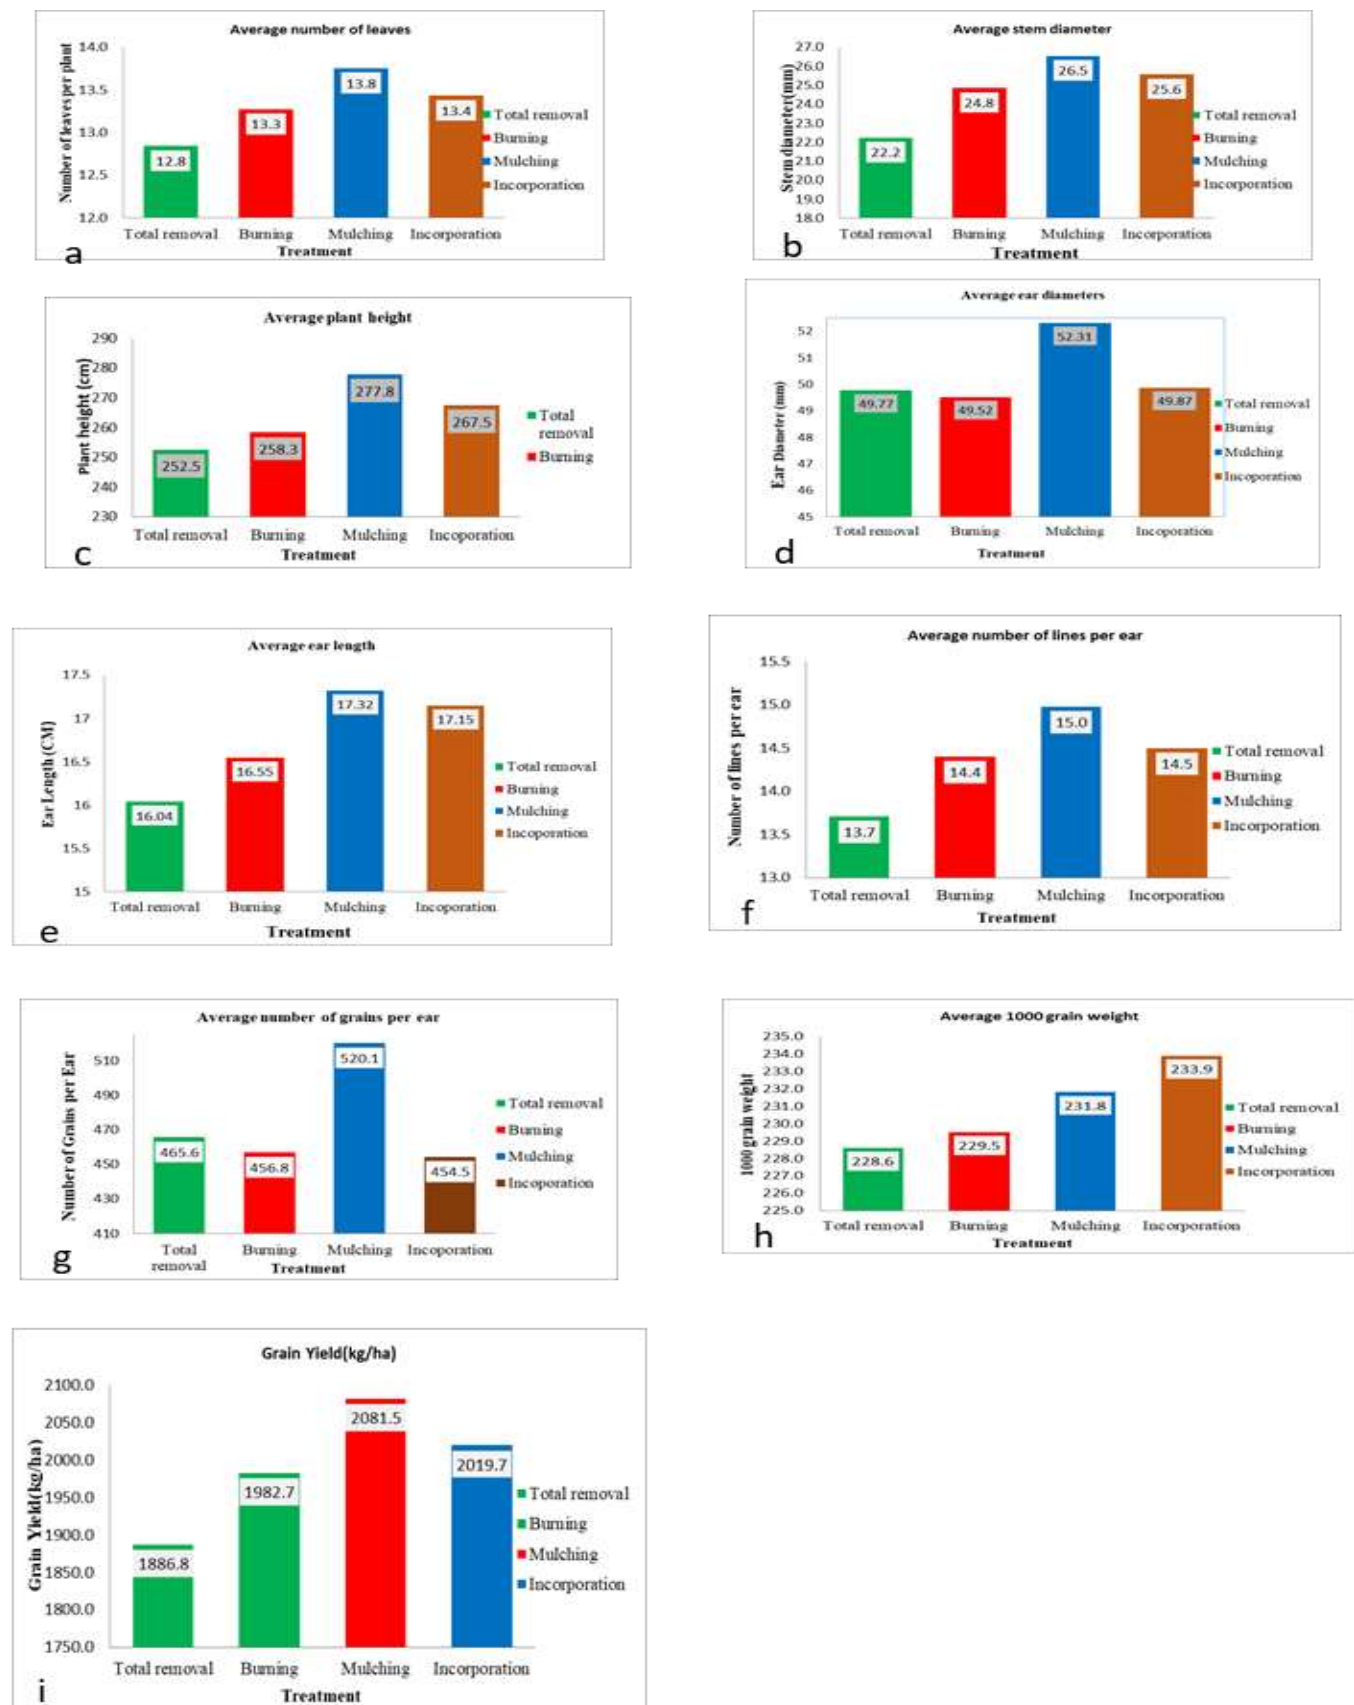 Average number of leaves
Number of leaves per plant
14.0
13.5
13.0
12.5
12.0
12.8
13.3
13.8
13.4
Total removal
Burning
Mulching
Incorporation
Total removal Burning Mulching Incorporation
Treatment
a
Average stem diameter
Stem diameter(mm)
27.0
26.0
25.0
24.0
23.0
22.0
21.0
20.0
19.0
18.0
22.2
24.8
26.5
25.6
Total removal
Burning
Mulching
Incorporation
Total removal Burning Mulching Incorporation
Treatment
b
Average plant height
Plant height (cm)
290
280
270
260
250
240
230
252.5
258.3
277.8
267.5
Total
removal
Burning
Total removal Burning Mulching Incoporation
Treatment
c
Average ear diameters
Ear Diameter (mm)
52
51
50
49
48
47
46
45
49.77
49.52
52.31
49.87
Total removal
Burning
Mulching
Incoporation
Total removal Burning Mulching Incoporation
Treatment
d
Average ear length
Ear Length (CM)
17.5
17
16.5
16
15.5
15
16.04
16.55
17.32
17.15
Total removal
Burning
Mulching
Incoporation
Total removal Burning Mulching Incoporation
Treatment
e
Average number of lines per ear
Number of lines per ear
15.5
15.0
14.5
14.0
13.5
13.0
13.7
14.4
15.0
14.5
Total removal
Burning
Mulching
Incorporation
Total removal Burning Mulching Incorporation
Treatment
f
Average number of grains per ear
Number of Grains per Ear
510
490
470
450
430
410
465.6
456.8
520.1
454.5
Total removal
Burning
Mulching
Incoporation
Total Burning Mulching Incoporation
removal
Treatment
g
Average 1000 grain weight
1000 grain weight
235.0
234.0
233.0
232.0
231.0
230.0
229.0
228.0
227.0
226.0
225.0
228.6
229.5
231.8
233.9
Total removal
Burning
Mulching
Incorporation
Total removal Burning Mulching Incorporation
Treatment
h
Grain Yield(kg/ha)
Grain Yield(kg/ha)
2100.0
2050.0
2000.0
1950.0
1900.0
1850.0
1800.0
1750.0
1886.8
1982.7
2081.5
2019.7
Total removal
Burning
Mulching
Incorporation
Total removal Burning Mulching Incorporation
Treatment
i